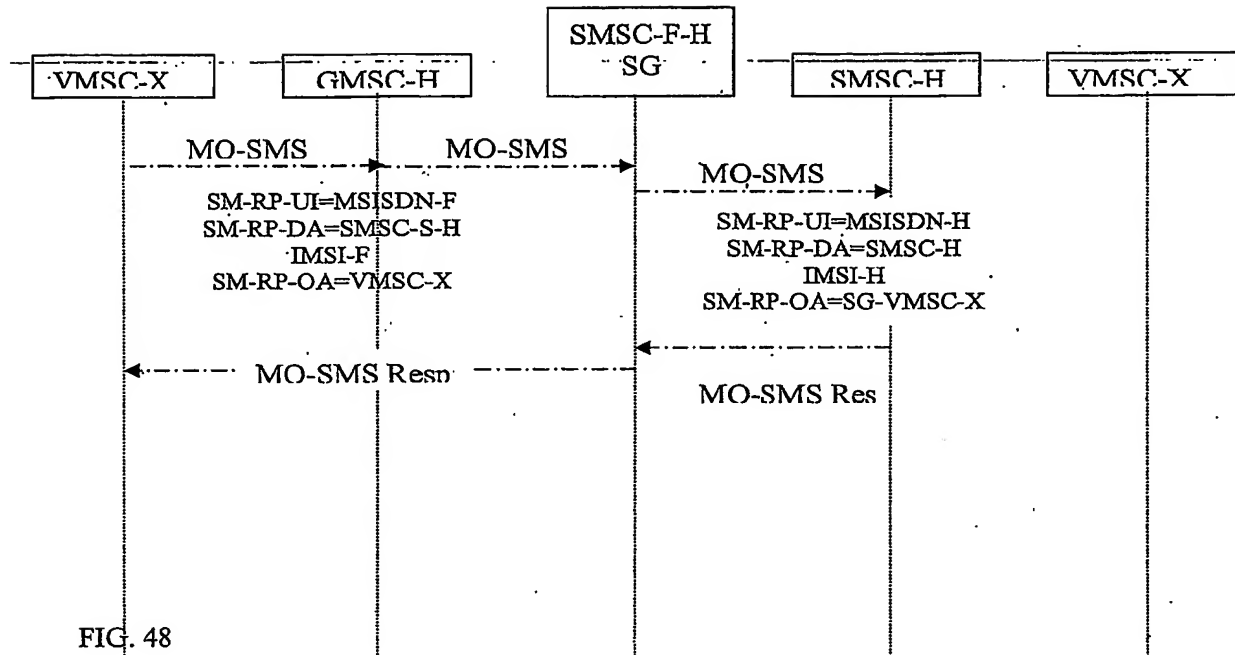 SMSC-F-H
SG
VMSC-X
GMSC-H
SMSC-H
VMSC-X
MO-SMS
MO-SMS
MO-SMS
SM-RP-UI=MSISDN-F
SM-RP-DA=SMSC-S-H
IMSI-F
SM-RP-OA=VMSC-X
SM-RP-UI=MSISDN-H
SM-RP-DA=SMSC-H
IMSI-H
SM-RP-OA=SG-VMSC-X
MO-SMS Resp
MO-SMS Res
FIG. 48